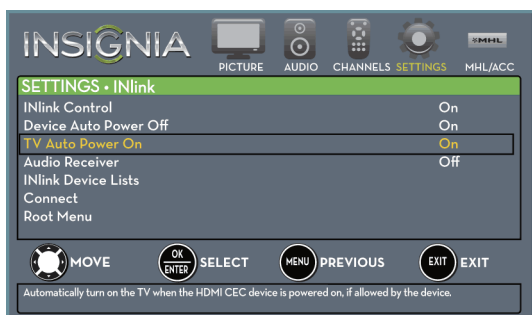 INSIGNIA
PICTURE AUDIO CHANNELS SETTINGS MHL MHL/ACC
SETTINGS • INlink
INlink Control On
Device Auto Power Off On
TV Auto Power On On
Audio Receiver Off
INlink Device Lists
Connect
Root Menu
MOVE OK ENTER SELECT MENU PREVIOUS EXIT EXIT
Automatically turn on the TV when the HDMI CEC device is powered on, if allowed by the device.